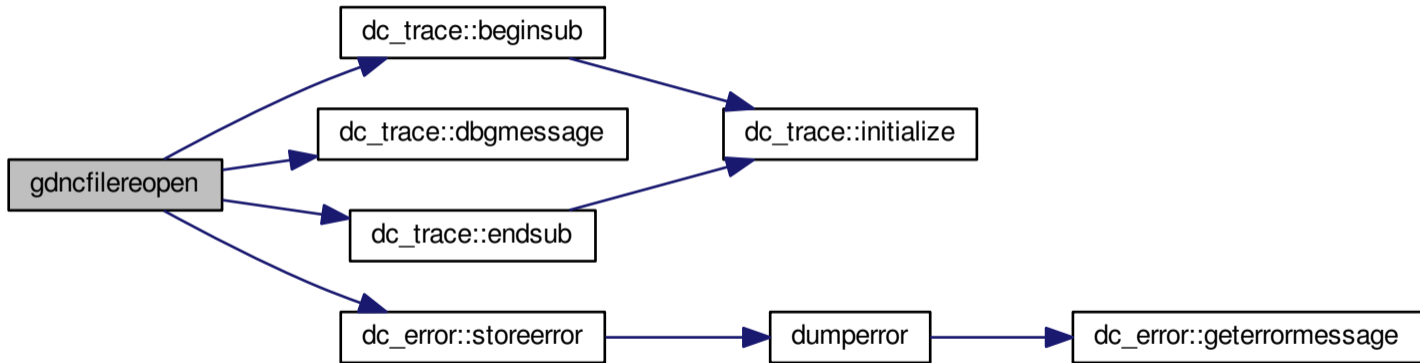 dc_trace::beginsub
dc_trace::dbgmessage
dc_trace::initialize
gdncfilereopen
dc_trace::endsub
dc_error::storeerror
dumperror
dc_error::geterrormessage